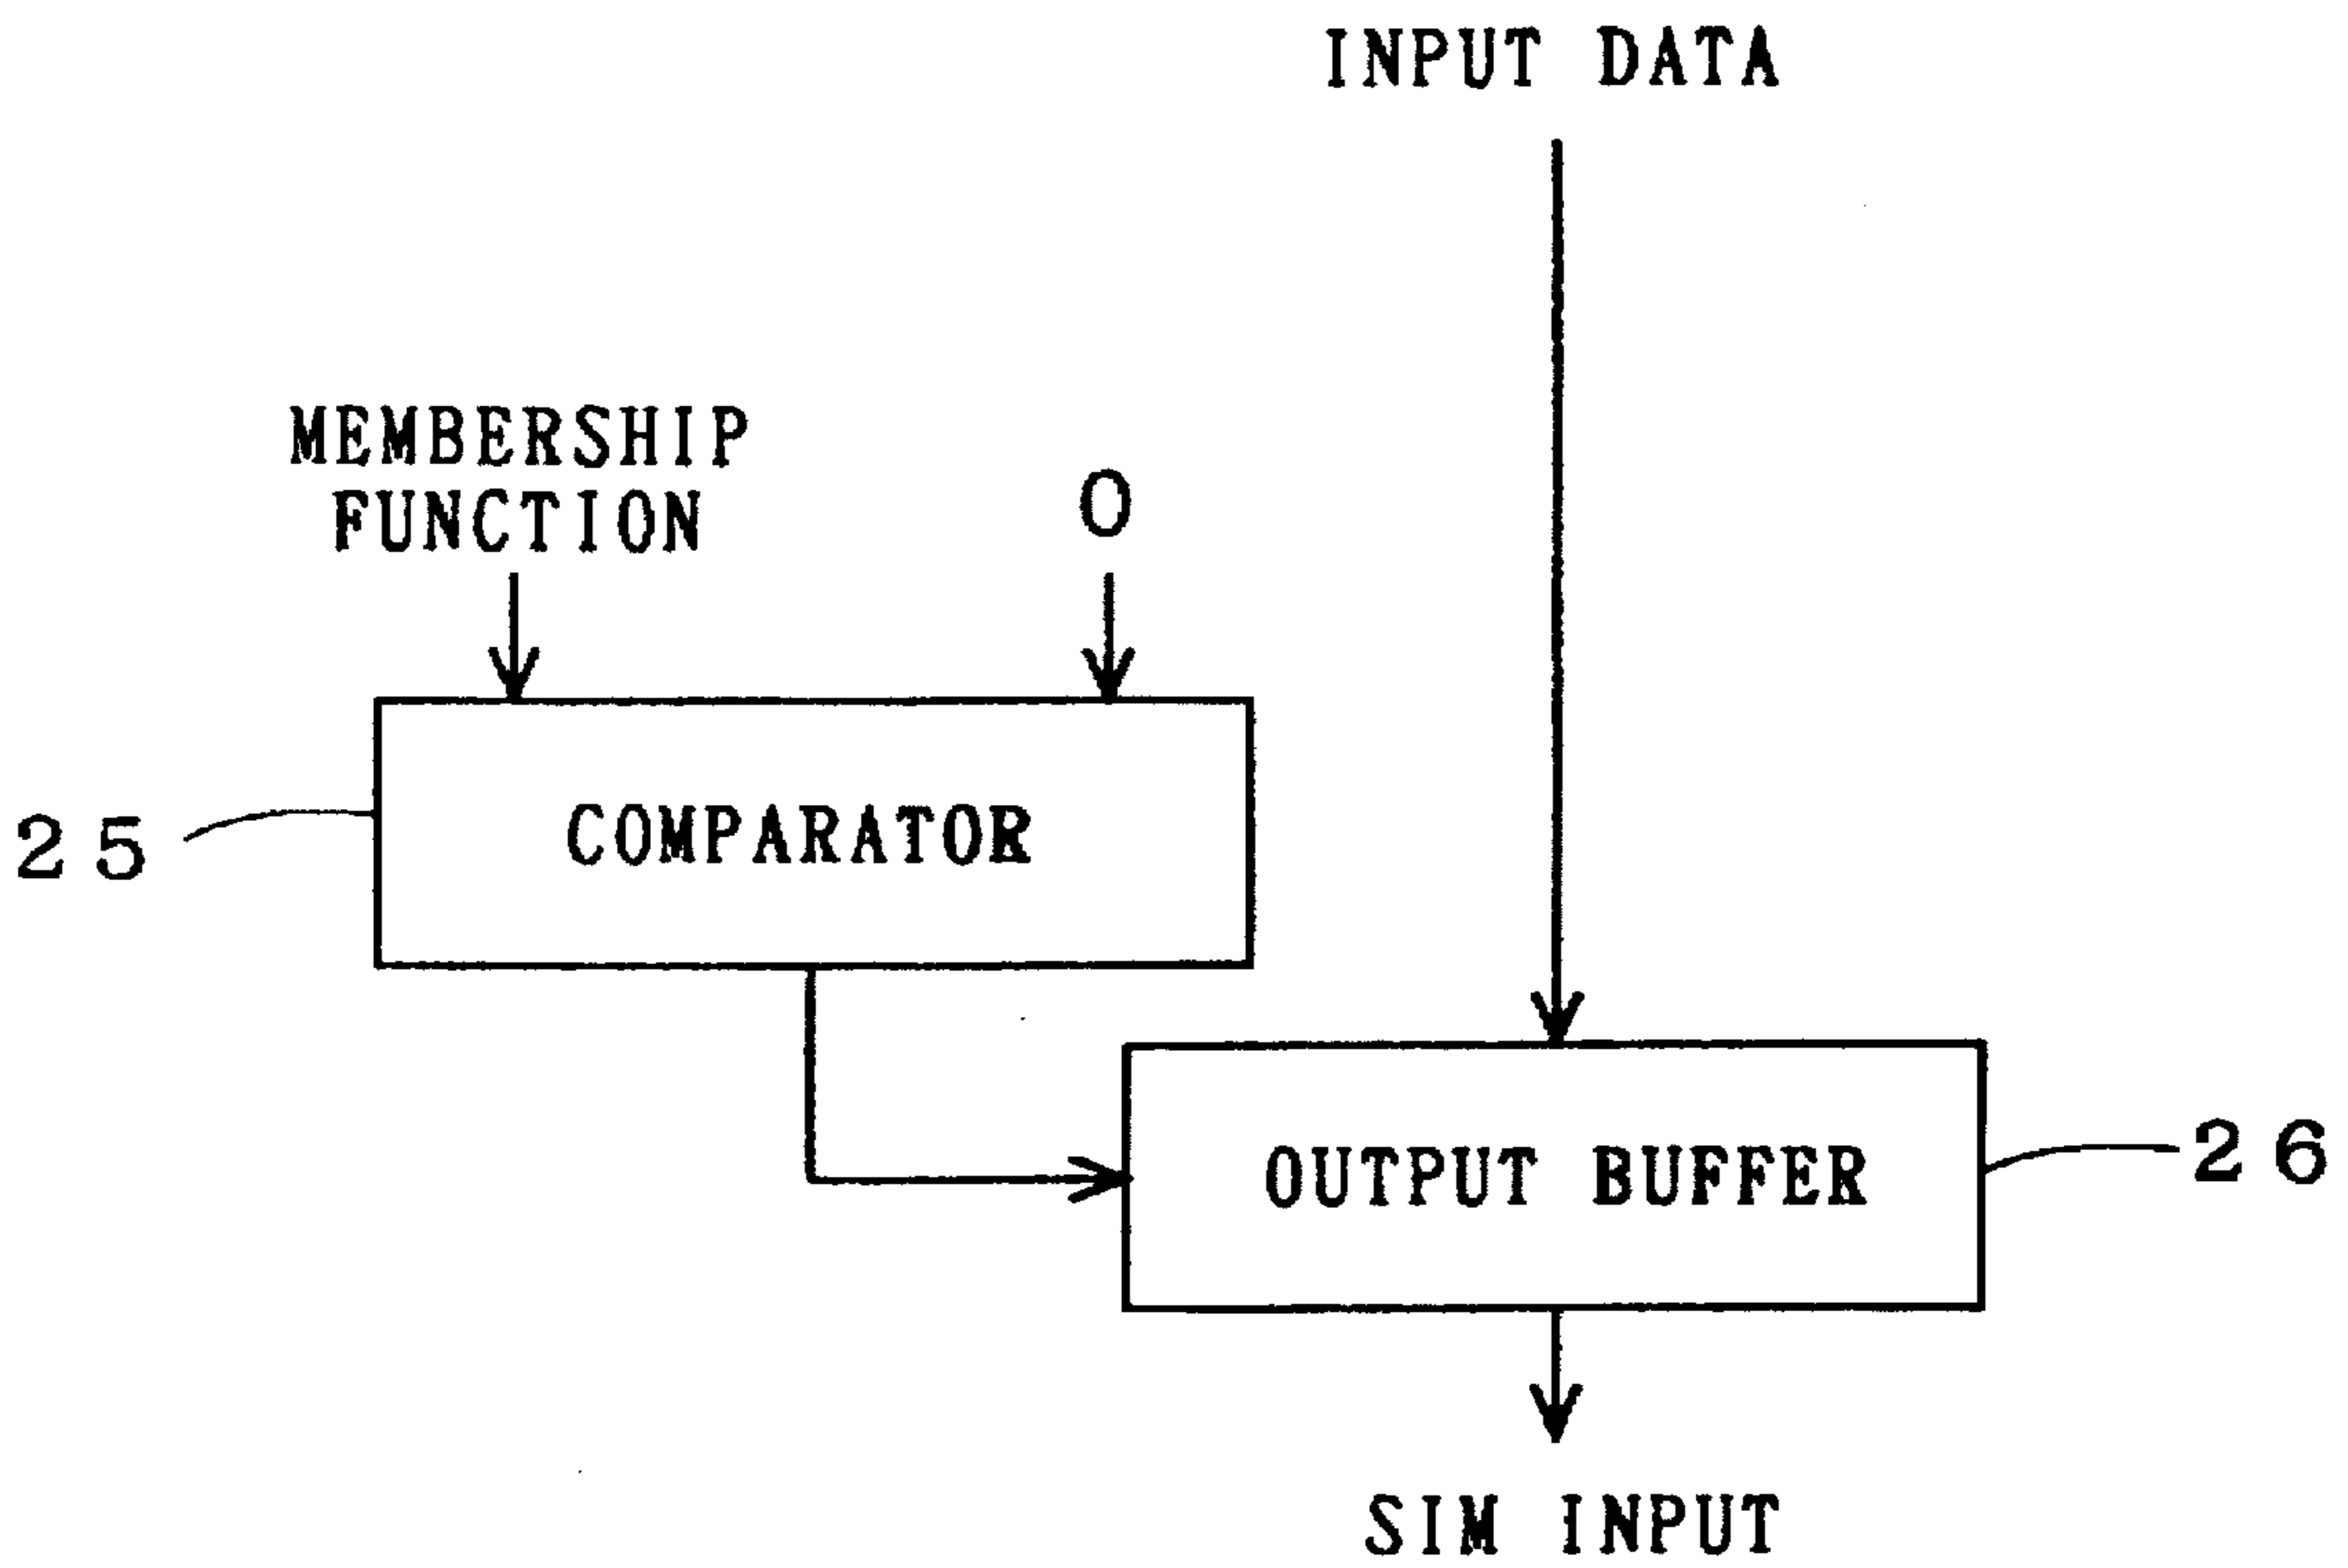 INPUT DATA
MEMBERSHIP
FUNCTION
0
COMPARATOR
25
OUTPUT BUFFER
26
SIM INPUT